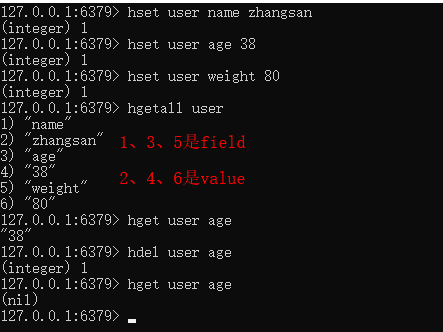 127.0.0.1:6379> hset user name zhangsan
(integer) 1
127.0.0.1:6379> hset user age 38
(integer) 1
127.0.0.1:6379> hset user weight 80
(integer) 1
127.0.0.1:6379> hgetall user
1) "name"
2) "zhangsan"
3) "age"
4) "38"
5) "weight"
6) "80"
1、3、5是field
2、4、6是value
127.0.0.1:6379> hget user age
"38"
127.0.0.1:6379> hdel user age
(integer) 1
127.0.0.1:6379> hget user age
(nil)
127.0.0.1:6379>